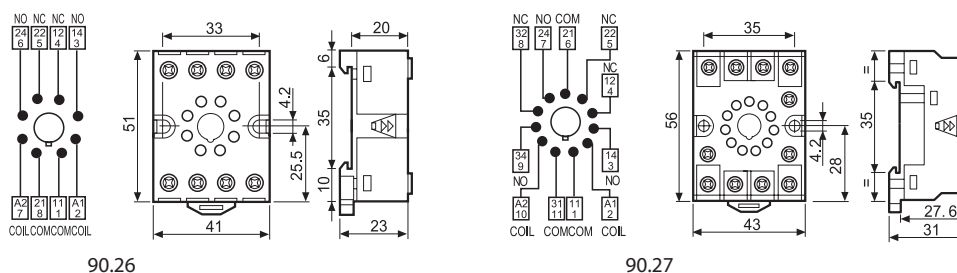 NO NC NC NO
24 22 12 14
6 5 4 3
A2 21 11 A1
7 8 1 2
COIL COM COM COIL
33
51
4.2
25.5
41
20
6
35
10
23
90.26
NC NO COM NC
32 24 21 22
8 7 6 5
NC
12
4
34
9
14
3
NO NO
A2 31 11 A1
10 11 1 2
COIL COM COM COIL
35
56
4.2
28
43
=
35
=
27.6
31
90.27